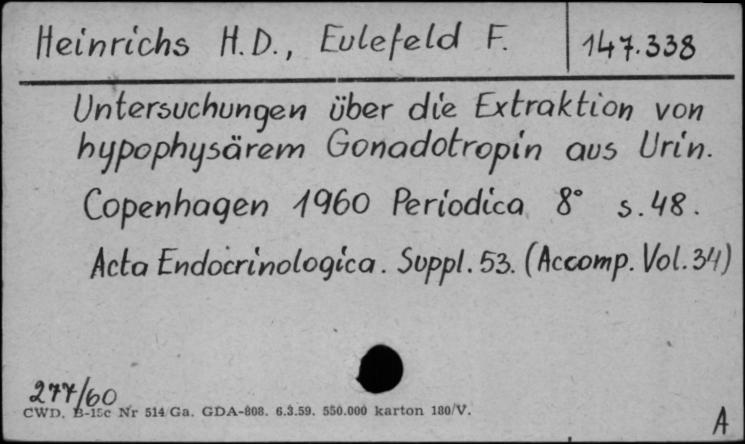 Heinrichs H.D., Eulefeld F. 147.338
Untersuchungen über die Extraktion von
hypophysärem Gonadotropin aus Urin.
Copenhagen 1960 Periodica 8° s.48.
Acta Endocrinologica. Suppl. 53. (Accomp. Vol. 34)
277/60
CWD. B-15c Nr 514 Ga. GDA-808. 6.3.59. 550.000 karton 180/V.
A